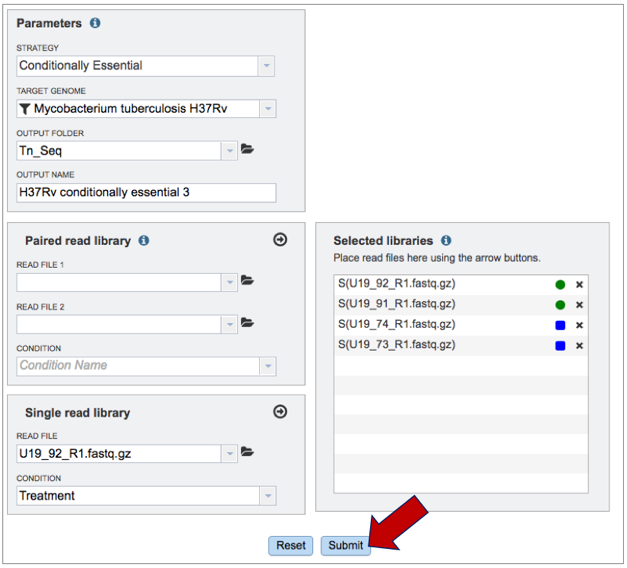 Parameters
STRATEGY
Conditionally Essential
TARGET GENOME
Mycobacterium tuberculosis H37Rv
OUTPUT FOLDER
Tn_Seq
OUTPUT NAME
H37Rv conditionally essential 3
Paired read library
READ FILE 1
READ FILE 2
CONDITION
Condition Name
Single read library
READ FILE
U19_92_R1.fastq.gz
CONDITION
Treatment
Selected libraries
Place read files here using the arrow buttons.
S(U19_92_R1.fastq.gz)
S(U19_91_R1.fastq.gz)
S(U19_74_R1.fastq.gz)
S(U19_73_R1.fastq.gz)
Reset Submit